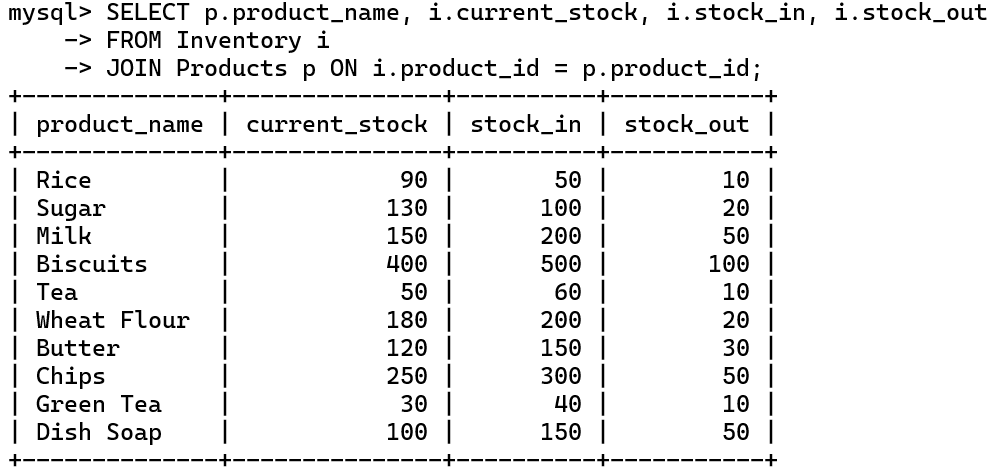 mysql> SELECT p.product_name, i.current_stock, i.stock_in, i.stock_out
    -> FROM Inventory i
    -> JOIN Products p ON i.product_id = p.product_id;
+--------------+---------------+----------+-----------+
| product_name | current_stock | stock_in | stock_out |
+--------------+---------------+----------+-----------+
| Rice         |            90 |       50 |        10 |
| Sugar        |           130 |      100 |        20 |
| Milk         |           150 |      200 |        50 |
| Biscuits     |           400 |      500 |       100 |
| Tea          |            50 |       60 |        10 |
| Wheat Flour  |           180 |      200 |        20 |
| Butter       |           120 |      150 |        30 |
| Chips        |           250 |      300 |        50 |
| Green Tea    |            30 |       40 |        10 |
| Dish Soap    |           100 |      150 |        50 |
+--------------+---------------+----------+-----------+